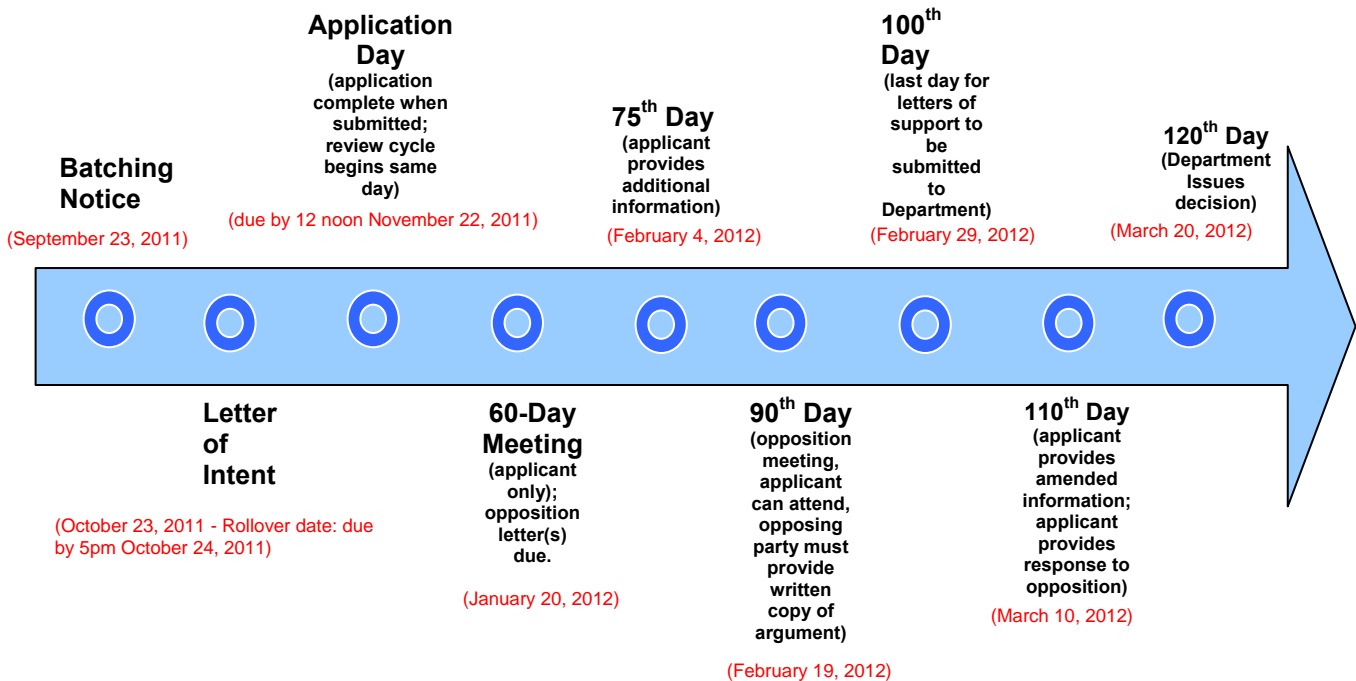 Batching
Notice
(September 23, 2011)
Letter
of
Intent
(October 23, 2011 - Rollover date: due
by 5pm October 24, 2011)
Application
Day
(application
complete when
submitted;
review cycle
begins same
day)
(due by 12 noon November 22, 2011)
60-Day
Meeting
(applicant
only);
opposition
letter(s)
due.
(January 20, 2012)
75th Day
(applicant
provides
additional
information)
(February 4, 2012)
90th Day
(opposition
meeting,
applicant
can attend,
opposing
party must
provide
written
copy of
argument)
(February 19, 2012)
100th
Day
(last day for
letters of
support to
be
submitted
to
Department)
(February 29, 2012)
110th Day
(applicant
provides
amended
information;
applicant
provides
response to
opposition)
(March 10, 2012)
120th Day
(Department
Issues
decision)
(March 20, 2012)